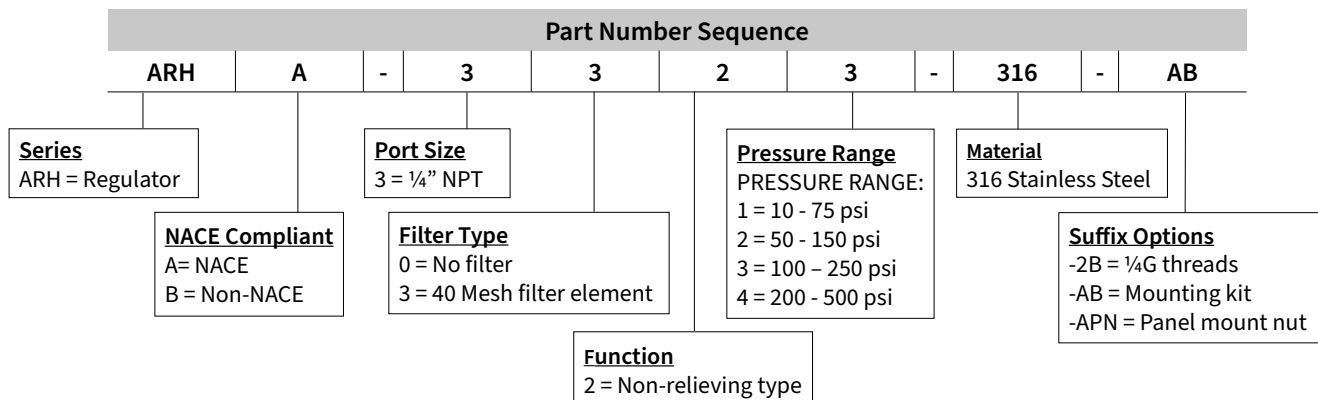 Part Number Sequence
ARH A - 3 3 2 3 - 316 - AB
Series
ARH = Regulator
NACE Compliant
A= NACE
B = Non-NACE
Port Size
3 = ¼” NPT
Filter Type
0 = No filter
3 = 40 Mesh filter element
Function
2 = Non-relieving type
Pressure Range
PRESSURE RANGE:
1 = 10 - 75 psi
2 = 50 - 150 psi
3 = 100 – 250 psi
4 = 200 - 500 psi
Material
316 Stainless Steel
Suffix Options
-2B = ¼G threads
-AB = Mounting kit
-APN = Panel mount nut